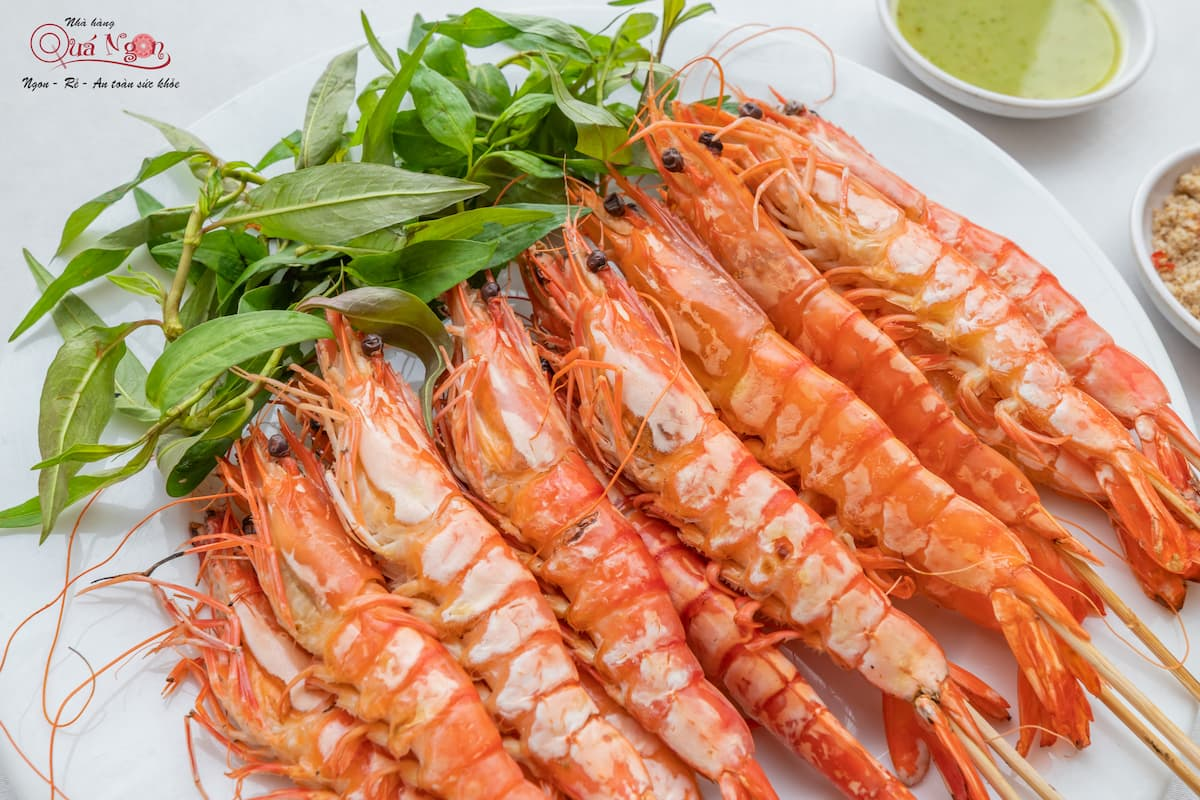 Nhà hàng
Quá Ngon
Ngon - Rẻ - An toàn sức khỏe